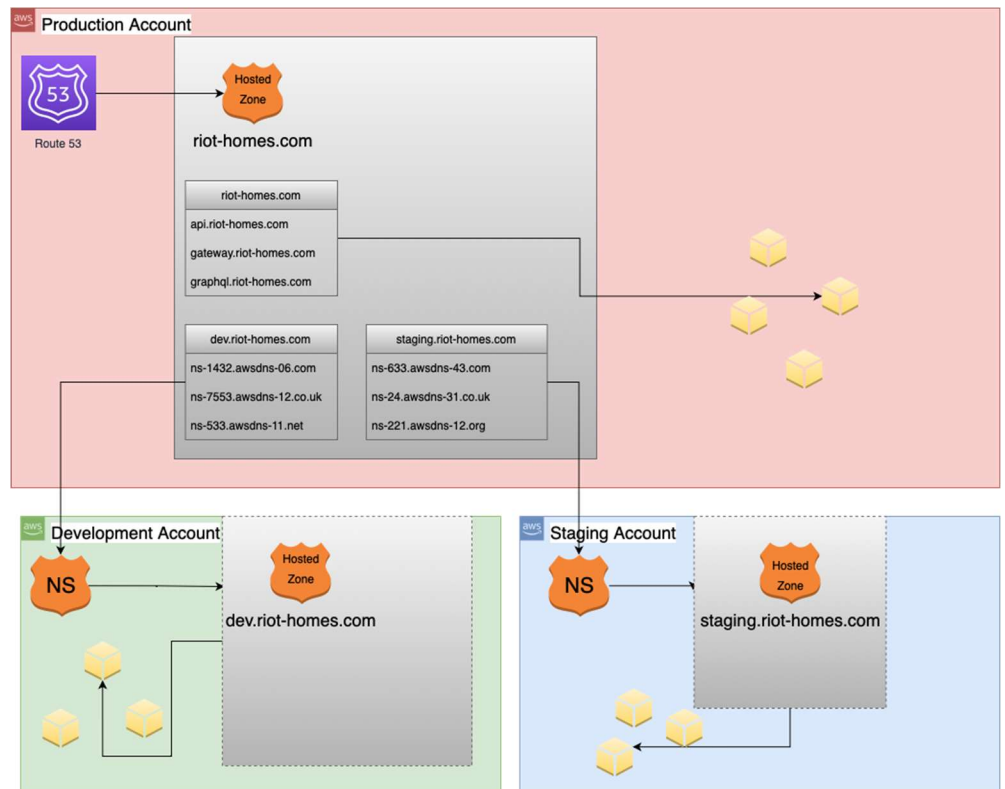 aws
Production Account
53
Route 53
Hosted
Zone
riot-homes.com
riot-homes.com
api.riot-homes.com
gateway.riot-homes.com
graphql.riot-homes.com
dev.riot-homes.com
ns-1432.awsdns-06.com
ns-7553.awsdns-12.co.uk
ns-533.awsdns-11.net
staging.riot-homes.com
ns-633.awsdns-43.com
ns-24.awsdns-31.co.uk
ns-221.awsdns-12.org
aws
Development Account
NS
Hosted
Zone
dev.riot-homes.com
aws
Staging Account
NS
Hosted
Zone
staging.riot-homes.com